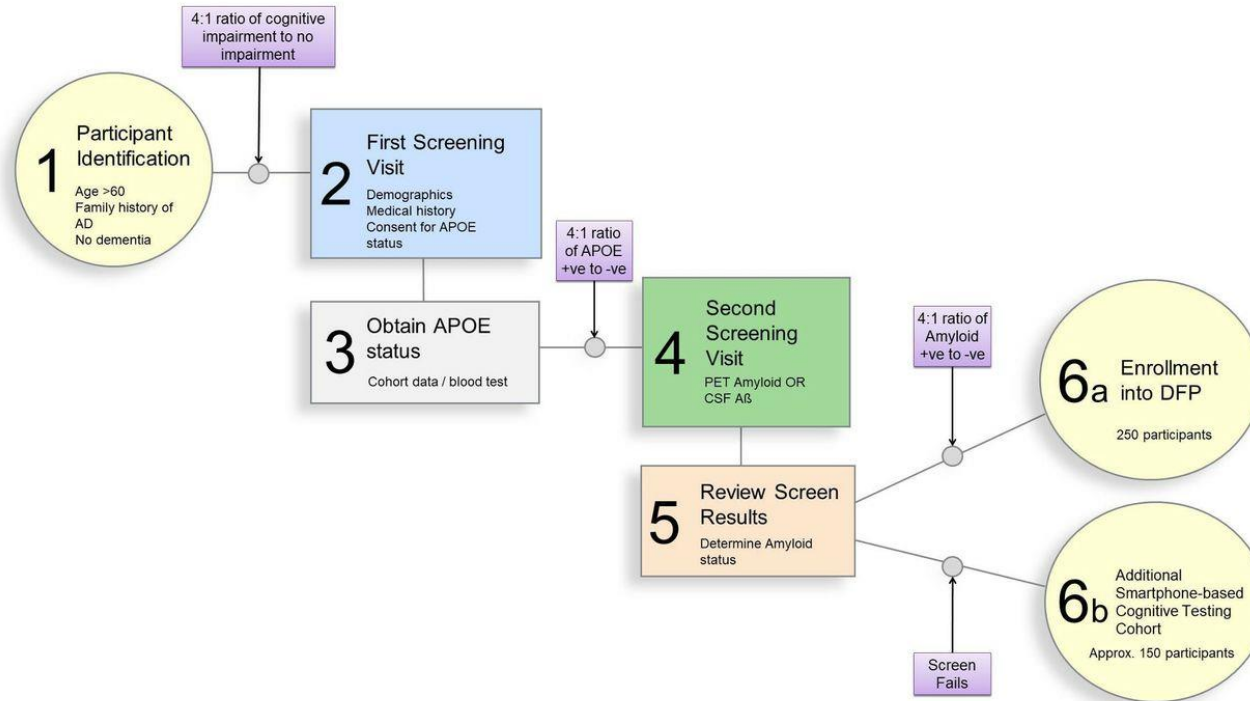 4:1 ratio of cognitive
impairment to no
impairment
1
Participant
Identification
Age >60
Family history of
AD
No dementia
2
First Screening
Visit
Demographics
Medical history
Consent for APOE
status
3
Obtain APOE
status
Cohort data / blood test
4:1 ratio
of APOE
+ve to -ve
4
Second
Screening
Visit
PET Amyloid OR
CSF Aß
5
Review Screen
Results
Determine Amyloid
status
4:1 ratio of
Amyloid
+ve to -ve
6a
Enrollment
into DFP
250 participants
6b
Additional
Smartphone-based
Cognitive Testing
Cohort
Approx. 150 participants
Screen
Fails